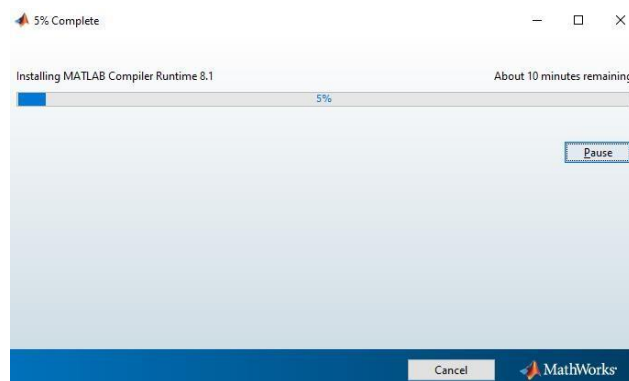 5% Complete
Installing MATLAB Compiler Runtime 8.1 About 10 minutes remaining
5%
Pause
Cancel MathWorks